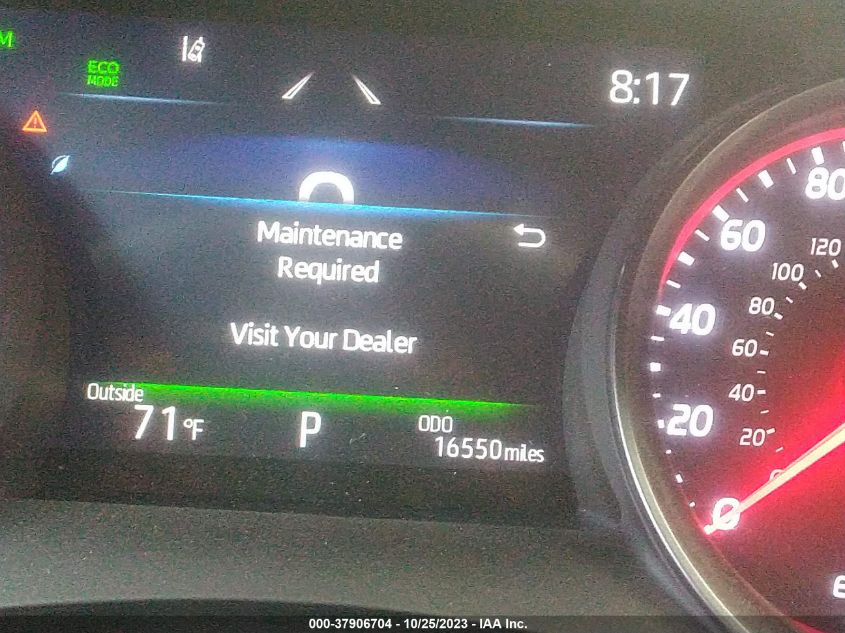 M
ECO
MODE
8:17
Maintenance
Required
Visit Your Dealer
Outside
71°F
P
ODO
16550 miles
80
60
40
20
0
120
100
80
60
40
20
0
E
000-37906704 - 10/25/2023 - IAA Inc.